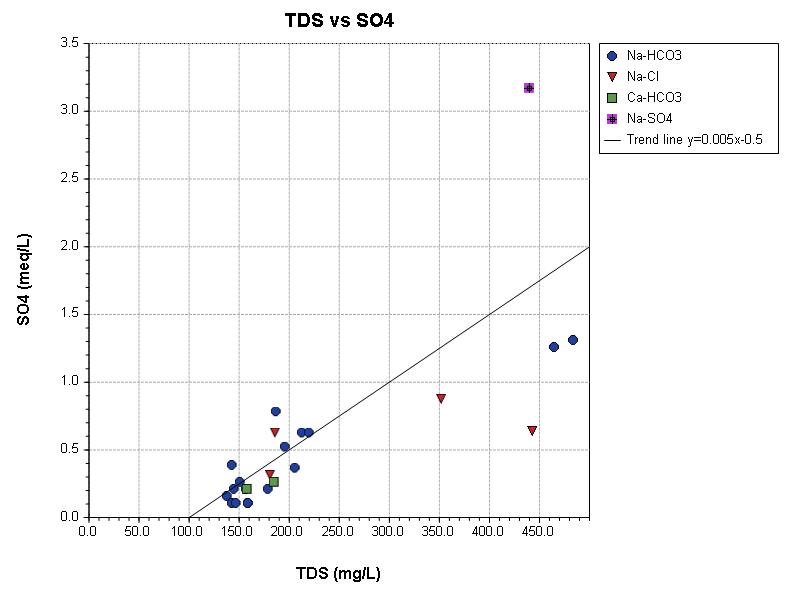 TDS vs SO4
3.5
3.0
2.5
2.0
1.5
1.0
0.5
0.0
SO4 (meq/L)
0.0 50.0 100.0 150.0 200.0 250.0 300.0 350.0 400.0 450.0
TDS (mg/L)
Na-HCO3
Na-Cl
Ca-HCO3
Na-SO4
Trend line y=0.005x-0.5